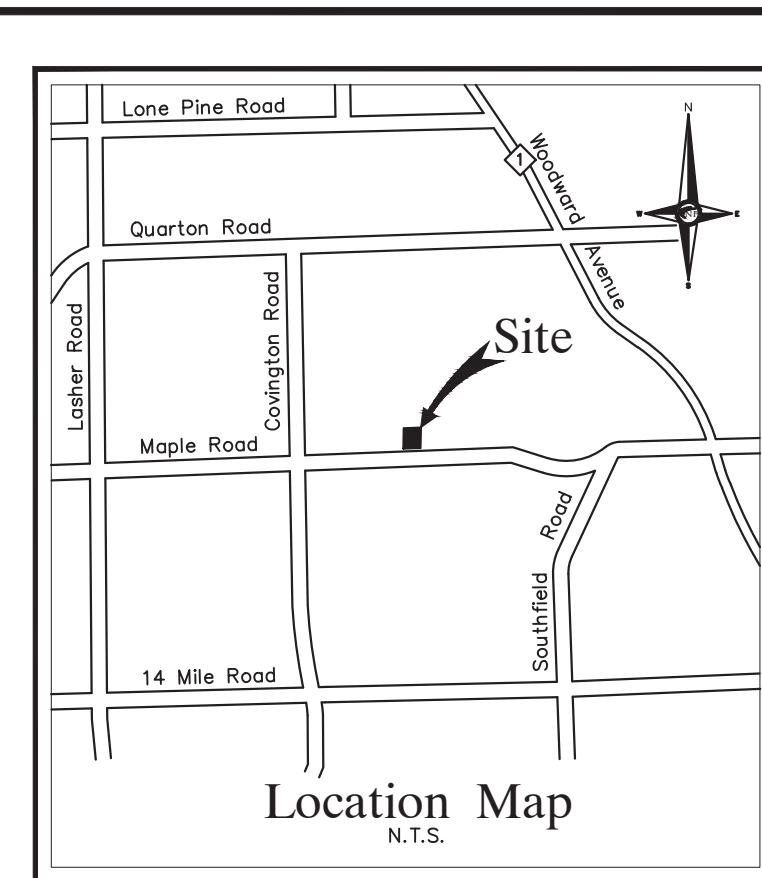 Lone Pine Road
N
1
Woodward
W
E
NF
Quarton Road
Avenue
S
Lasher Road
Covington Road
Site
Maple Road
Road
Southfield
14 Mile Road
Location Map
N.T.S.